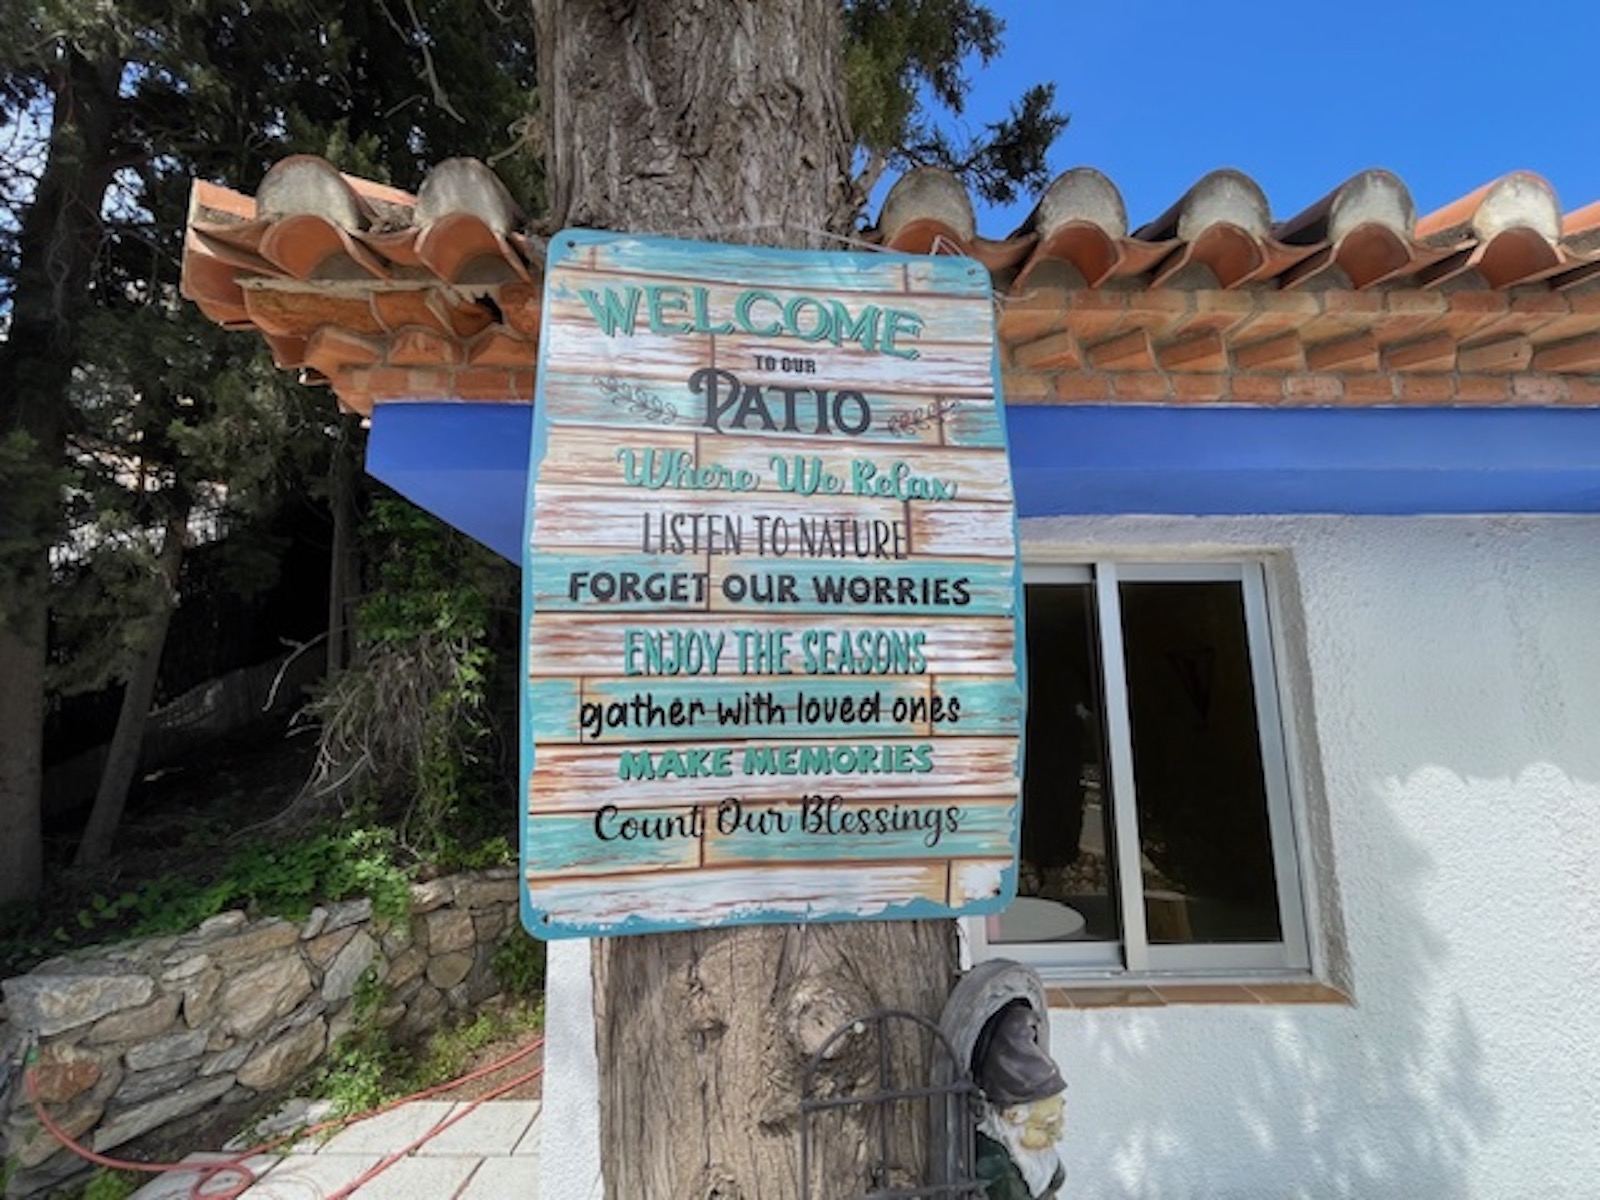 WELCOME
TO OUR
PATIO
Where We Relax
LISTEN TO NATURE
FORGET OUR WORRIES
ENJOY THE SEASONS
gather with loved ones
MAKE MEMORIES
Count Our Blessings